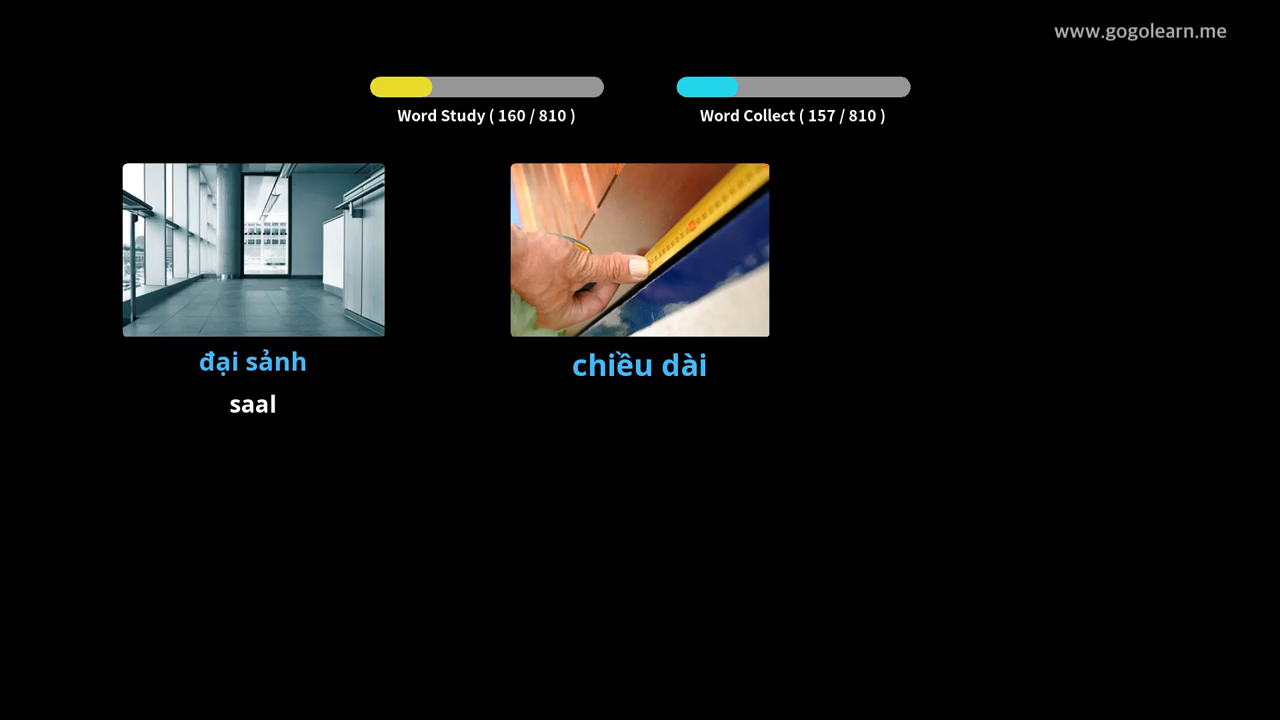 www.gogolearn.me
Word Study ( 160 / 810 )
Word Collect ( 157 / 810 )
đại sảnh
saal
chiều dài